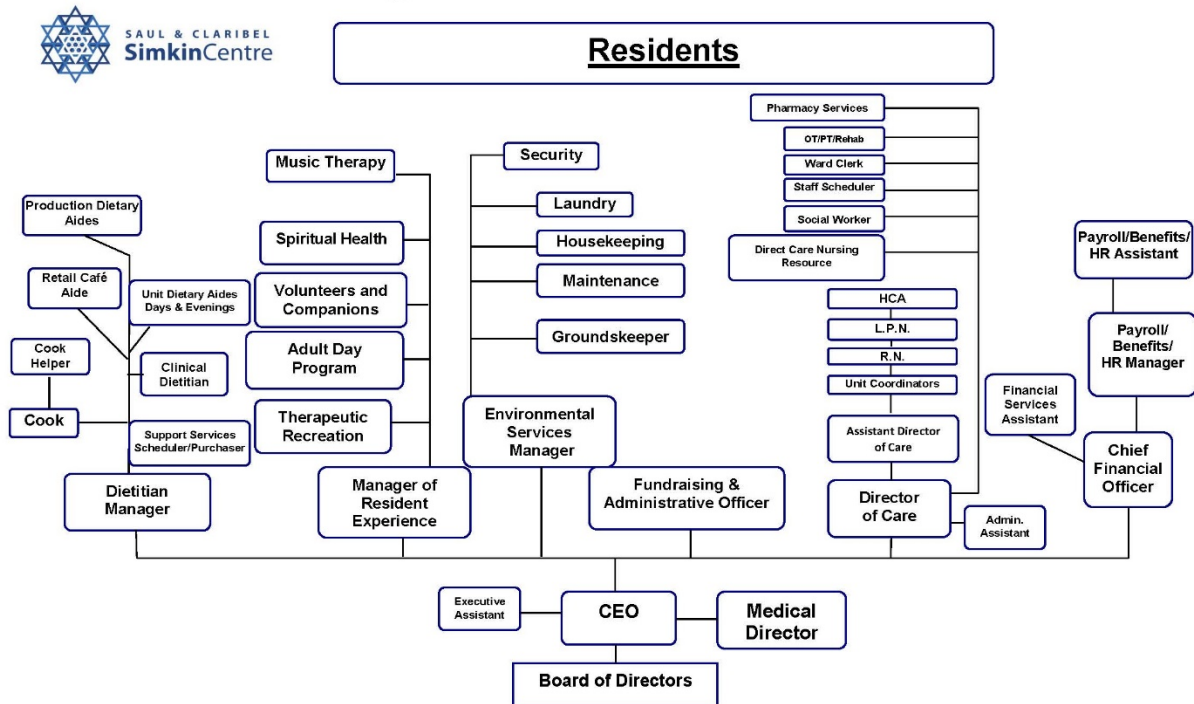 SAUL & CLARIBEL
SimkinCentre
Residents
Pharmacy Services
OT/PT/Rehab
Ward Clerk
Staff Scheduler
Social Worker
Direct Care Nursing
Resource
Security
Laundry
Housekeeping
Maintenance
Groundskeeper
Music Therapy
Spiritual Health
Volunteers and
Companions
Adult Day
Program
Therapeutic
Recreation
Production Dietary
Aides
Retail Café
Aide
Unit Dietary Aides
Days & Evenings
Cook
Helper
Clinical
Dietitian
Cook
Support Services
Scheduler/Purchaser
Dietitian
Manager
Manager of
Resident
Experience
Environmental
Services
Manager
Fundraising &
Administrative Officer
HCA
L.P.N.
R.N.
Unit Coordinators
Assistant Director
of Care
Director
of Care
Admin.
Assistant
Payroll/Benefits/
HR Assistant
Payroll/
Benefits/
HR Manager
Financial
Services
Assistant
Chief
Financial
Officer
Executive
Assistant
CEO
Medical
Director
Board of Directors